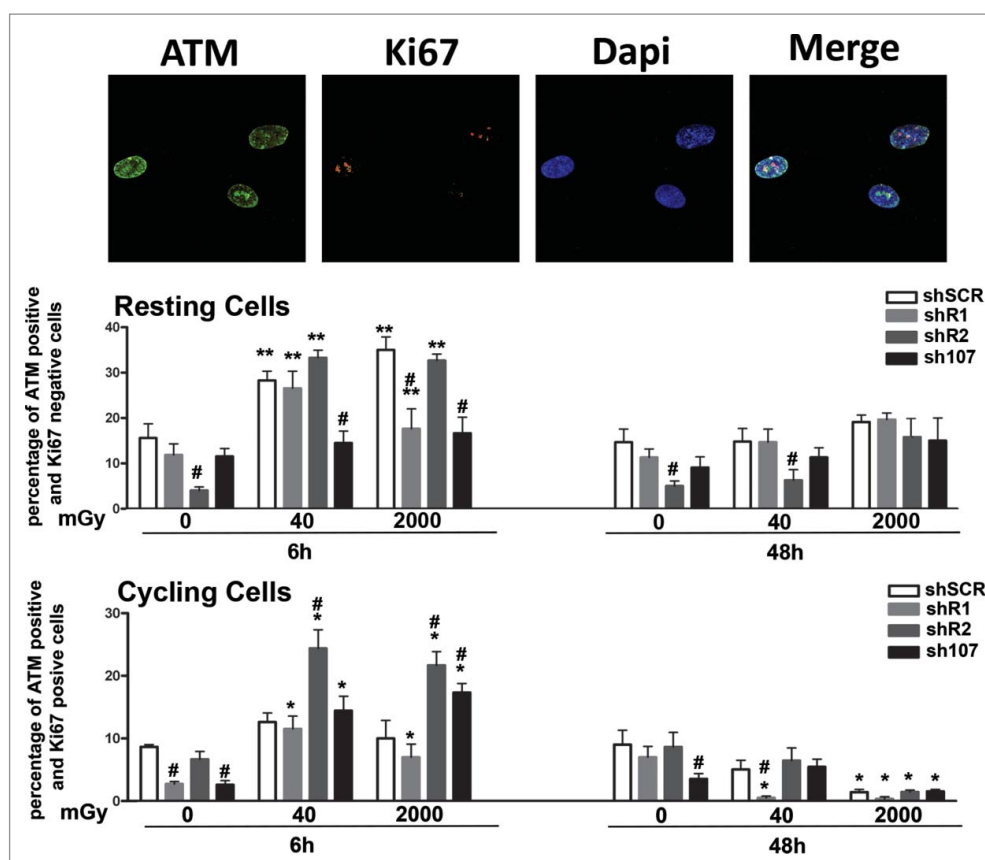 ATM Ki67 Dapi Merge
Resting Cells
shSCR
shR1
shR2
sh107
percentage of ATM positive
and Ki67 negative cells
40
30
20
10
0
** ** ** ** # ** # ** #
# #
mGy 0 40 2000 0 40 2000
6h 48h
Cycling Cells
shSCR
shR1
shR2
sh107
percentage of ATM positive
and Ki67 posive cells
30
20
10
0
# # * # * * * # * # *
# # * * * * *
mGy 0 40 2000 0 40 2000
6h 48h